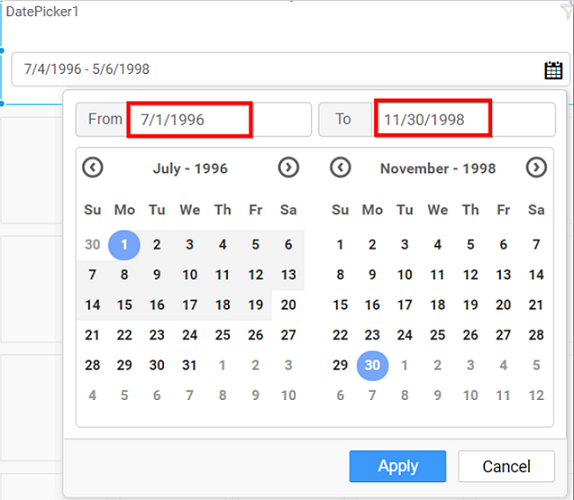 DatePicker1
7/4/1996 - 5/6/1998
From 7/1/1996 To 11/30/1998
July - 1996 November - 1998
Su Mo Tu We Th Fr Sa Su Mo Tu We Th Fr Sa
30 1 2 3 4 5 6 1 2 3 4 5 6 7
7 8 9 10 11 12 13 8 9 10 11 12 13 14
14 15 16 17 18 19 20 15 16 17 18 19 20 21
21 22 23 24 25 26 27 22 23 24 25 26 27 28
28 29 30 31 1 2 3 29 30 1 2 3 4 5
4 5 6 7 8 9 10 6 7 8 9 10 11 12
Apply Cancel